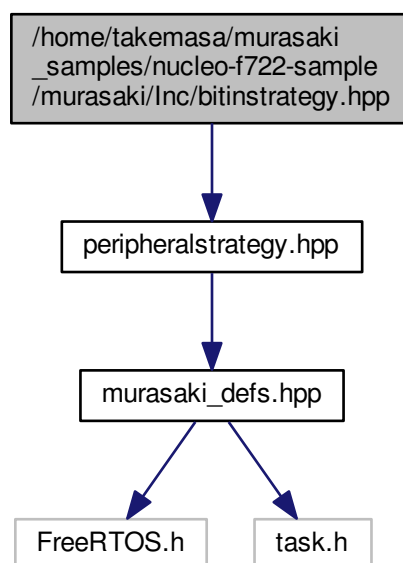 /home/takemasa/murasaki
_samples/nucleo-f722-sample
/murasaki/Inc/bitinstrategy.hpp
peripheralstrategy.hpp
murasaki_defs.hpp
FreeRTOS.h
task.h